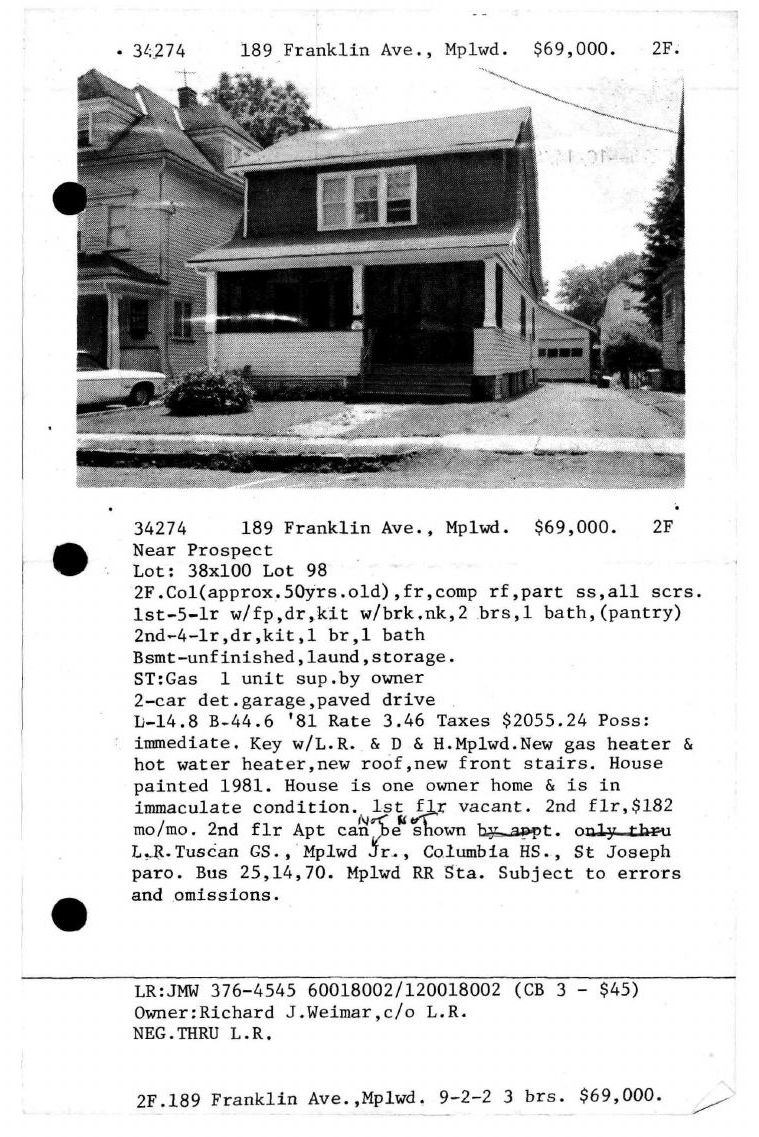 34274 189 Franklin Ave., Mplwd. $69,000. 2F.
34274 189 Franklin Ave., Mplwd. $69,000. 2F
Near Prospect
Lot: 38x100 Lot 98
2F.Col(approx.50yrs.old),fr,comp rf,part ss,all scrs.
1st-5-lr w/fp,dr,kit w/brk.nk,2 brs,1 bath,(pantry)
2nd-4-lr,dr,kit,1 br,1 bath
Bsmt-unfinished,laund,storage.
ST:Gas 1 unit sup.by owner
2-car det.garage,paved drive
L-14.8 B-44.6 '81 Rate 3.46 Taxes $2055.24 Poss:
immediate. Key w/L.R. & D & H.Mplwd.New gas heater &
hot water heater,new roof,new front stairs. House
painted 1981. House is one owner home & is in
immaculate condition. 1st flr vacant. 2nd flr,$182
NOT NOT
mo/mo. 2nd flr Apt can be shown by appt. only thru
L.R.Tuscan GS., Mplwd Jr., Columbia HS., St Joseph
paro. Bus 25,14,70. Mplwd RR Sta. Subject to errors
and omissions.
LR:JMW 376-4545 60018002/120018002 (CB 3 - $45)
Owner:Richard J.Weimar,c/o L.R.
NEG.THRU L.R.
2F.189 Franklin Ave.,Mplwd. 9-2-2 3 brs. $69,000.